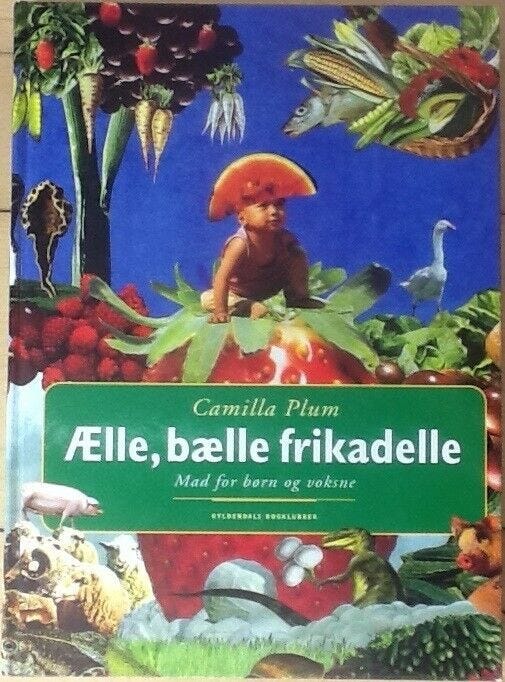 Camilla Plum
Ælle, bælle frikadelle
Mad for børn og voksne
GYLDENDALS BOGKLUBBER